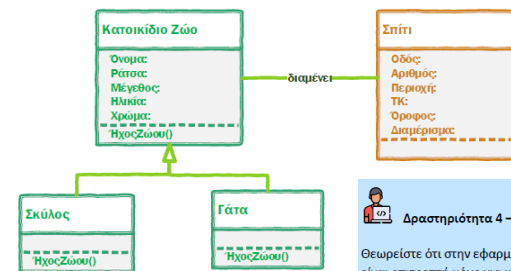 Κατοικίδιο Ζώο
Όνομα:
Ράτσα:
Μέγεθος:
Ηλικία:
Χρώμα:
ΉχοςΖώου()
διαμένει
Σπίτι
Οδός:
Αριθμός:
Περιοχή:
ΤΚ:
Όροφος:
Διαμέρισμα:
Σκύλος
ΉχοςΖώου()
Γάτα
ΉχοςΖώου()
Δραστηριότητα 4 –
Θεωρείστε ότι στην εφαρμ